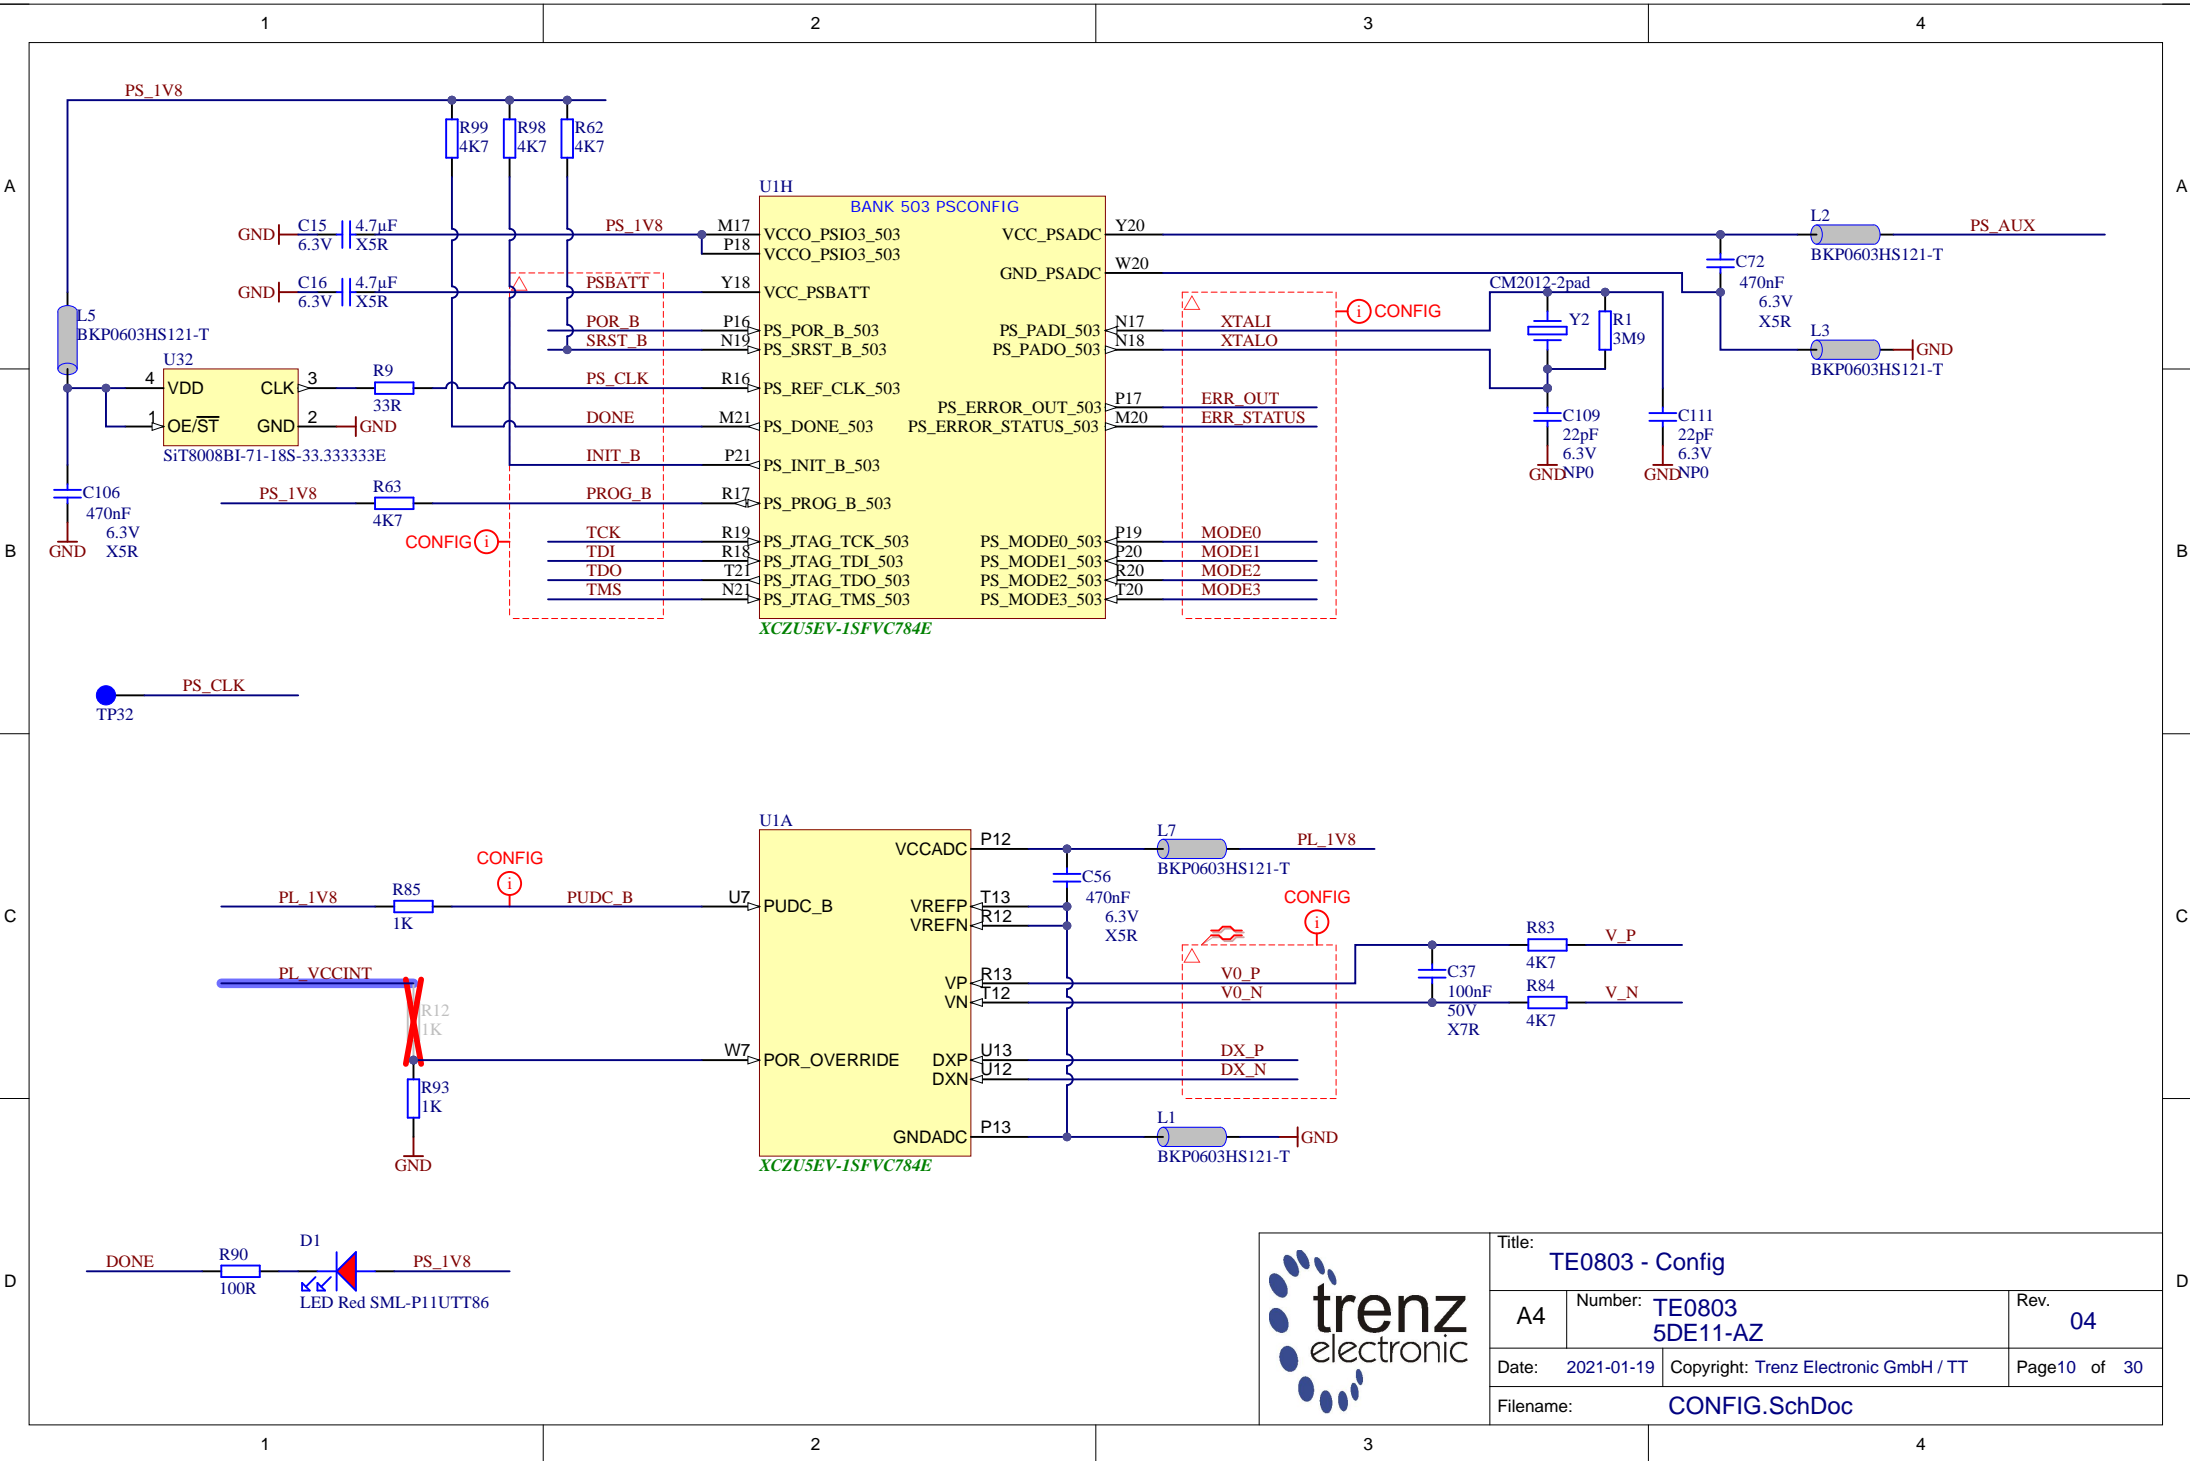 1 2 3 4
A A
B B
C C
D D
PS_1V8
R99 4K7
R98 4K7
R62 4K7
L5
BKP0603HS121-T
GND C15 6.3V 4.7µF X5R PS_1V8
GND C16 6.3V 4.7µF X5R PSBATT
POR_B
SRST_B
U32
4 VDD CLK 3
1 OE/ST GND 2 GND
SiT8008BI-71-18S-33.333333E
R9
33R
PS_CLK
DONE
INIT_B
C106
470nF
6.3V
X5R
GND
PS_1V8 R63 4K7 PROG_B
CONFIG i
TCK
TDI
TDO
TMS
U1H
BANK 503 PSCONFIG
M17 VCCO_PSIO3_503
P18 VCCO_PSIO3_503
Y18 VCC_PSBATT
P16 PS_POR_B_503
N19 PS_SRST_B_503
R16 PS_REF_CLK_503
M21 PS_DONE_503
P21 PS_INIT_B_503
R17 PS_PROG_B_503
R19 PS_JTAG_TCK_503
R18 PS_JTAG_TDI_503
T21 PS_JTAG_TDO_503
N21 PS_JTAG_TMS_503
VCC_PSADC Y20
GND_PSADC W20
PS_PADI_503 N17 XTALI
PS_PADO_503 N18 XTALO
PS_ERROR_OUT_503 P17 ERR_OUT
PS_ERROR_STATUS_503 M20 ERR_STATUS
PS_MODE0_503 P19 MODE0
PS_MODE1_503 P20 MODE1
PS_MODE2_503 R20 MODE2
PS_MODE3_503 T20 MODE3
XCZU5EV-1SFVC784E
i CONFIG
CM2012-2pad
Y2
R1
3M9
C109
22pF
6.3V
NP0
GND
C111
22pF
6.3V
NP0
GND
L2
BKP0603HS121-T
PS_AUX
C72
470nF
6.3V
X5R
L3
BKP0603HS121-T
GND
PS_CLK
TP32
U1A
CONFIG
i
PL_1V8 R85 1K PUDC_B U7 PUDC_B
PL_VCCINT
R12
1K
W7 POR_OVERRIDE
R93
1K
GND
VCCADC P12
VREFP T13
VREFN R12
VP R13 V0_P
VN T12 V0_N
DXP U13 DX_P
DXN U12 DX_N
GNDADC P13
XCZU5EV-1SFVC784E
L7
BKP0603HS121-T
PL_1V8
C56
470nF
6.3V
X5R
CONFIG
i
C37
100nF
50V
X7R
R83
4K7
V_P
R84
4K7
V_N
L1
BKP0603HS121-T
GND
DONE R90 100R D1 PS_1V8
LED Red SML-P11UTT86
trenz
electronic
Title:
TE0803 - Config
A4
Number: TE0803
5DE11-AZ
Rev.
04
Date: 2021-01-19 Copyright: Trenz Electronic GmbH / TT Page10 of 30
Filename: CONFIG.SchDoc
1 2 3 4